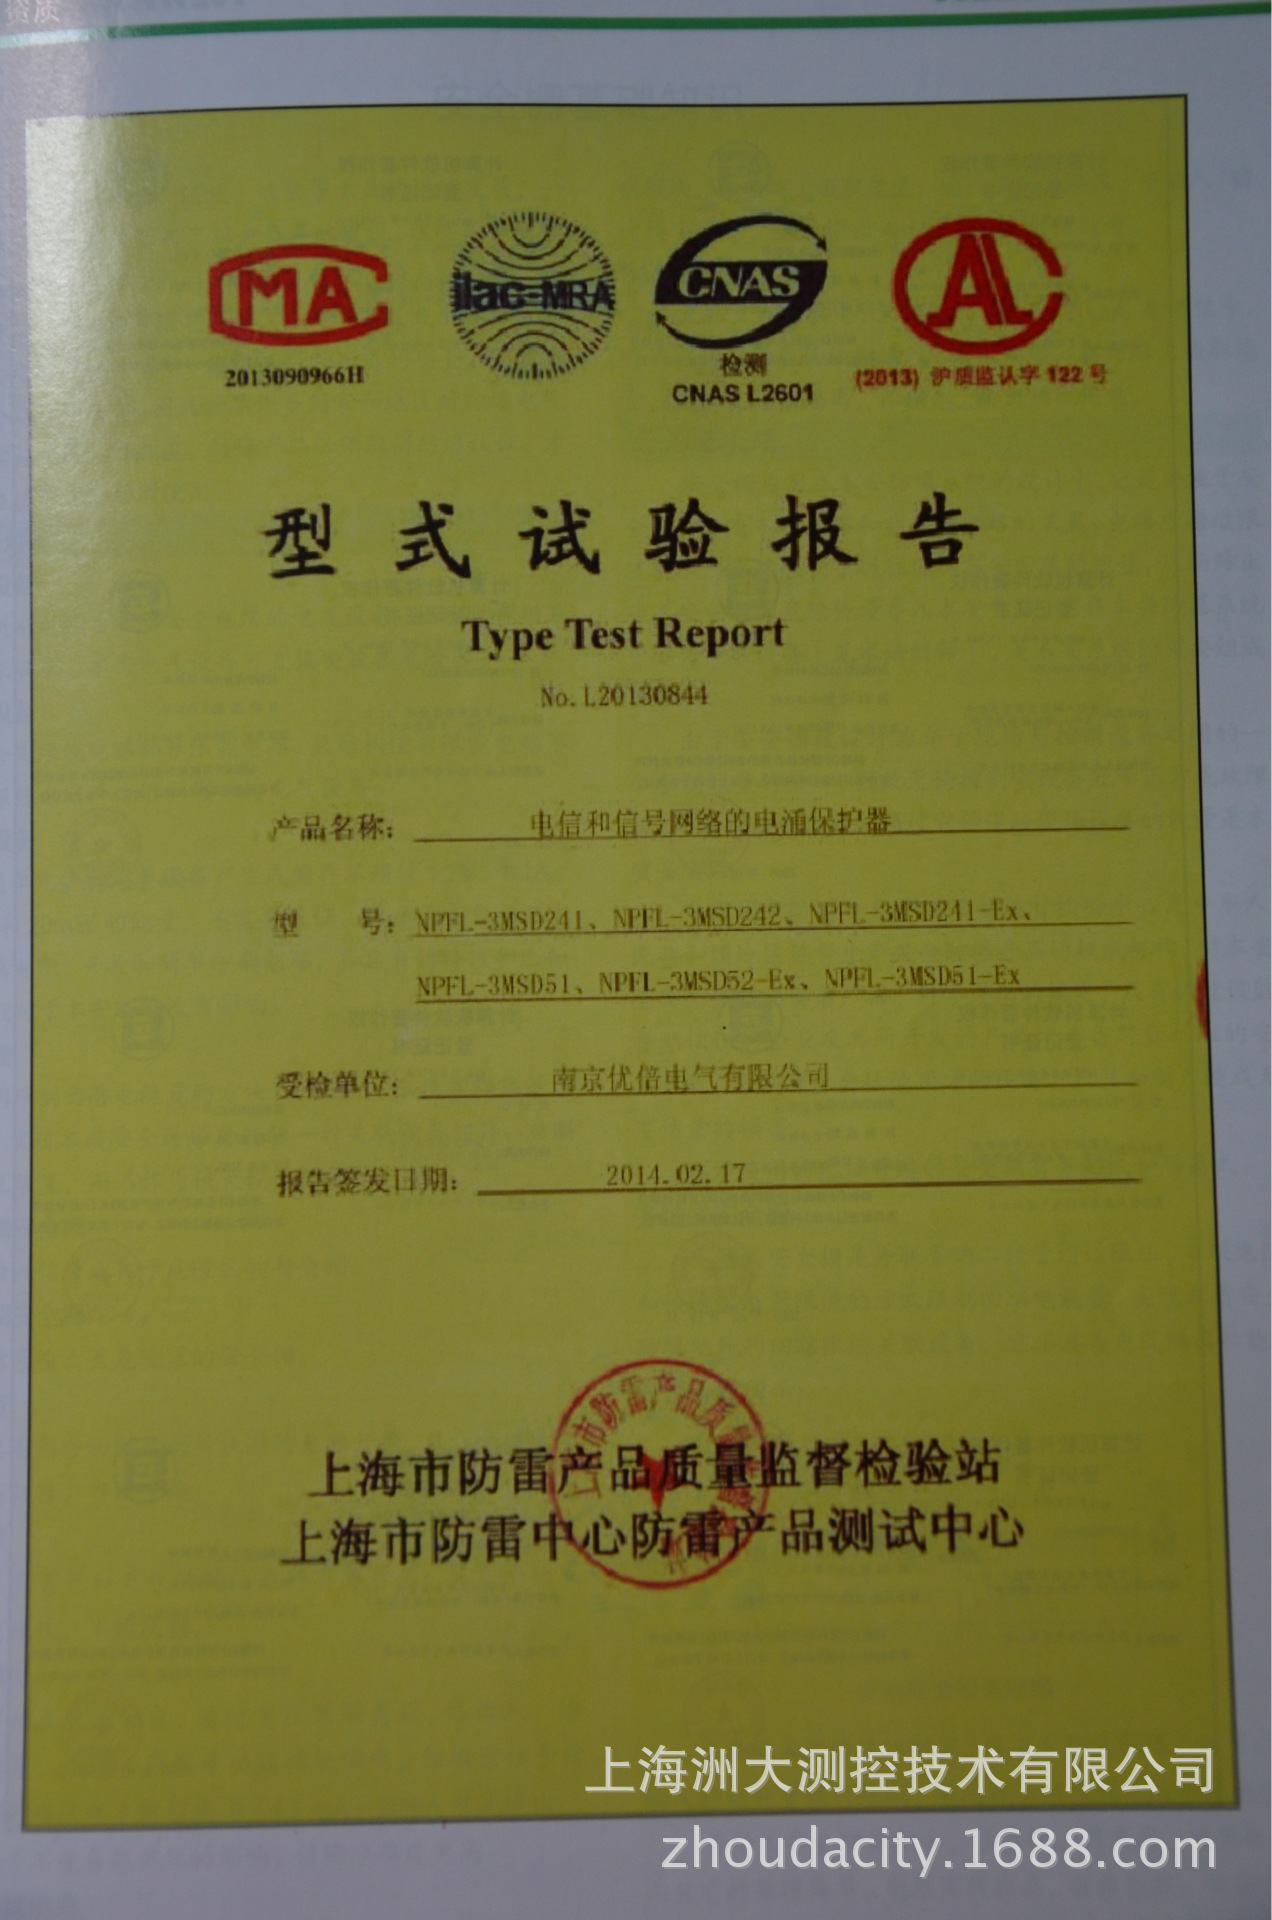 资质
MA
ilac-MRA
CNAS
AL
2013090966H
检测
CNAS L2601
(2013) 沪质监认字 122 号
型式试验报告
Type Test Report
No.L20130844
产品名称: 电信和信号网络的电涌保护器
型 号: NPFL-3MSD241、NPFL-3MSD242、NPFL-3MSD241-Ex、
NPFL-3MSD51、NPFL-3MSD52-Ex、NPFL-3MSD51-Ex
受检单位: 南京优倍电气有限公司
报告签发日期: 2014.02.17
上海市防雷产品质量监督检验站
上海市防雷中心防雷产品测试中心
上海洲大测控技术有限公司
zhoudacity.1688.com